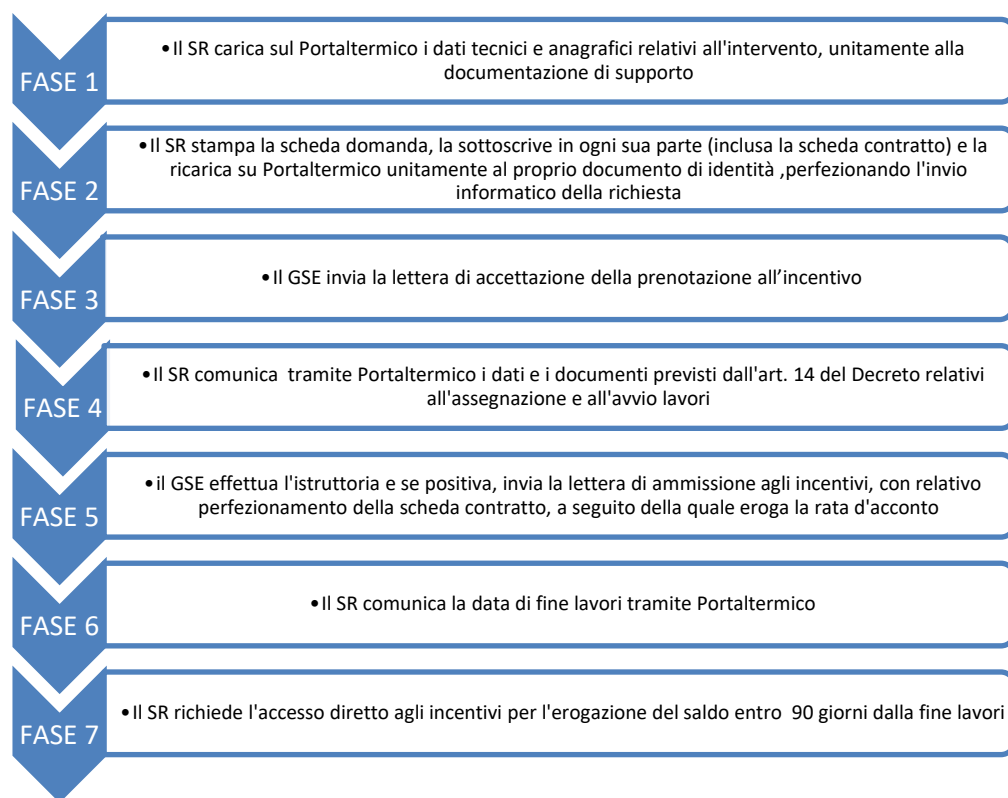 FASE 1
•Il SR carica sul Portaltermico i dati tecnici e anagrafici relativi all'intervento, unitamente alla
documentazione di supporto
FASE 2
•Il SR stampa la scheda domanda, la sottoscrive in ogni sua parte (inclusa la scheda contratto) e la
ricarica su Portaltermico unitamente al proprio documento di identità ,perfezionando l'invio
informatico della richiesta
FASE 3
•Il GSE invia la lettera di accettazione della prenotazione all’incentivo
FASE 4
•Il SR comunica  tramite Portaltermico i dati e i documenti previsti dall'art. 14 del Decreto relativi
all'assegnazione e all'avvio lavori
FASE 5
•il GSE effettua l'istruttoria e se positiva, invia la lettera di ammissione agli incentivi, con relativo
perfezionamento della scheda contratto, a seguito della quale eroga la rata d'acconto
FASE 6
•Il SR comunica la data di fine lavori tramite Portaltermico
FASE 7
•Il SR richiede l'accesso diretto agli incentivi per l'erogazione del saldo entro  90 giorni dalla fine lavori